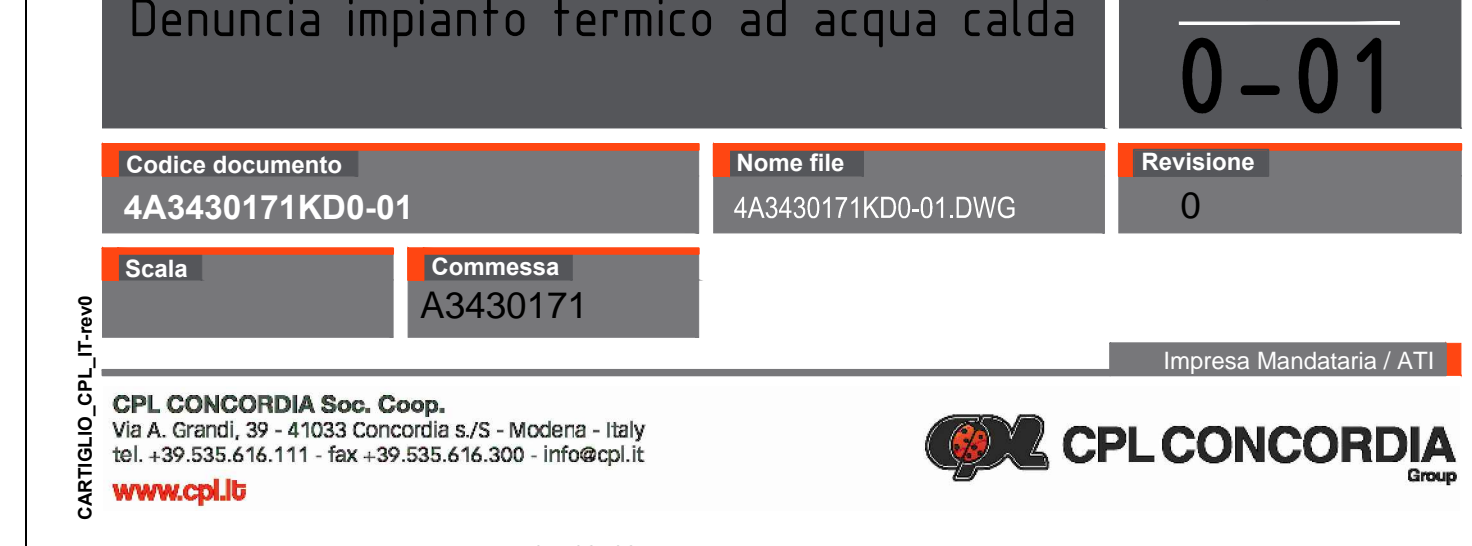 Denuncia impianto termico ad acqua calda
0-01
Codice documento
4A3430171KD0-01
Nome file
4A3430171KD0-01.DWG
Revisione
0
Scala
Commessa
A3430171
CARTIGLIO_CPL_IT-rev0
Impresa Mandataria / ATI
CPL CONCORDIA Soc. Coop.
Via A. Grandi, 39 - 41033 Concordia s./S - Modena - Italy
tel. +39.535.616.111 - fax +39.535.616.300 - info@cpl.it
www.cpl.it
CPL CONCORDIA
Group